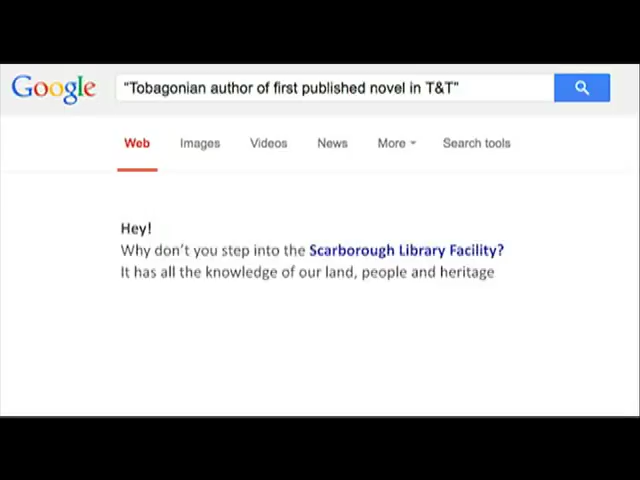 Google
"Tobagonian author of first published novel in T&T"
Web Images Videos News More Search tools
Hey!
Why don't you step into the Scarborough Library Facility?
It has all the knowledge of our land, people and heritage